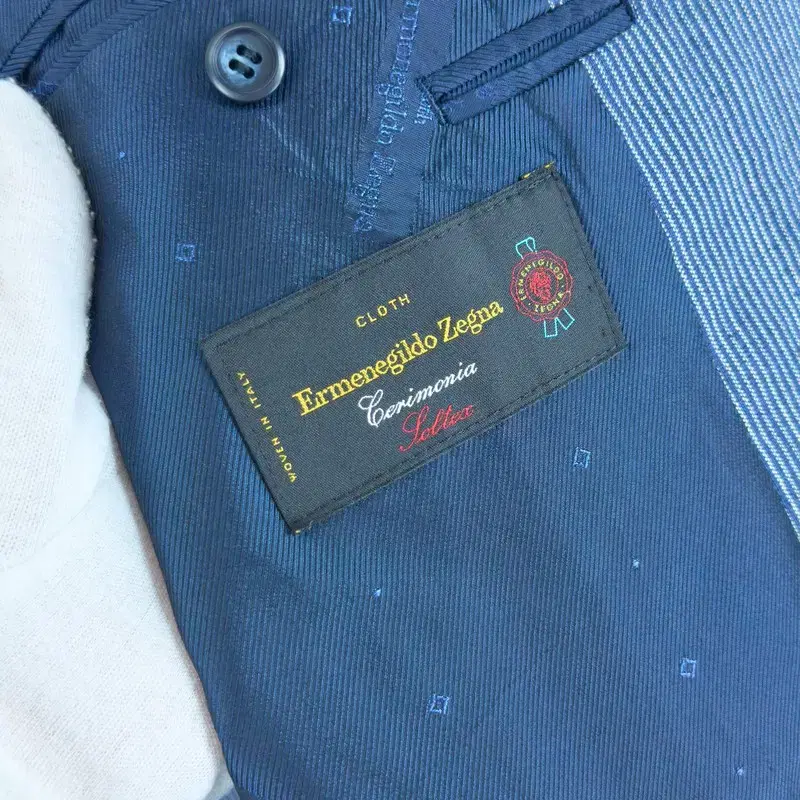 Ermenegildo Zegna
CLOTH
Ermenegildo Zegna
Cerimonia
Soltex
WOVEN IN ITALY
ERMENEGILDO
ZEGNA